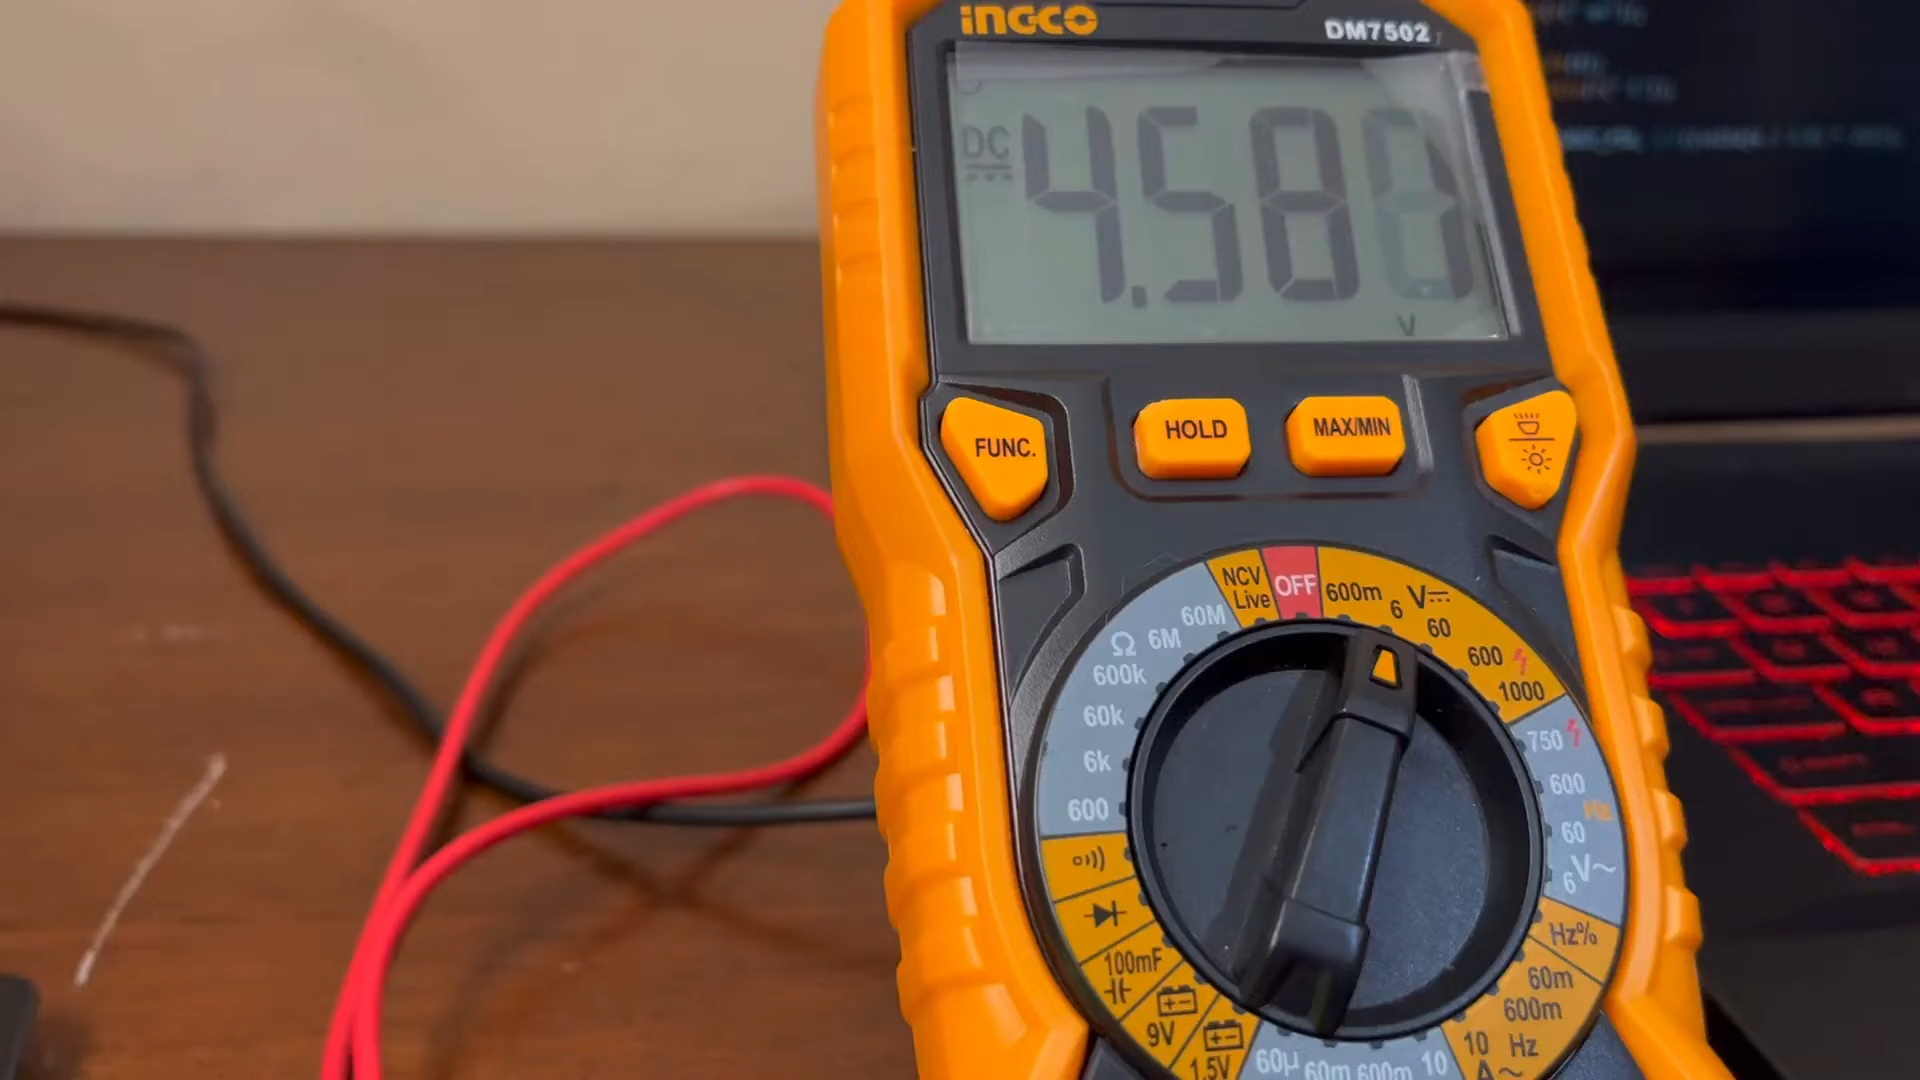 INGCO
DM7502
DC
4.58
V
FUNC.
HOLD
MAX/MIN
NCV
Live
OFF
600m
6
V
60
600
1000
750
600
Hz
60
6
V~
Hz%
60m
600m
10
Hz
A~
60M
Ω
6M
600k
60k
6k
600
100mF
9V
1.5V
60µ
60m
600m
10